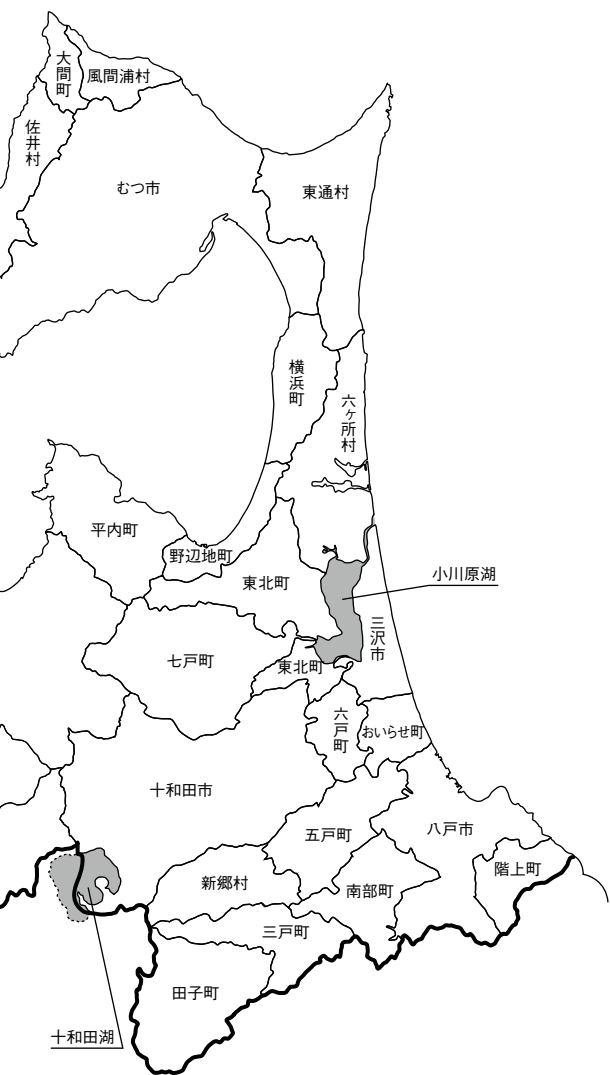 大間町
風間浦村
佐井村
むつ市
東通村
横浜町
六ヶ所村
平内町
野辺地町
東北町
小川原湖
三沢市
七戸町
東北町
六戸町
おいらせ町
十和田市
五戸町
八戸市
階上町
新郷村
南部町
三戸町
田子町
十和田湖